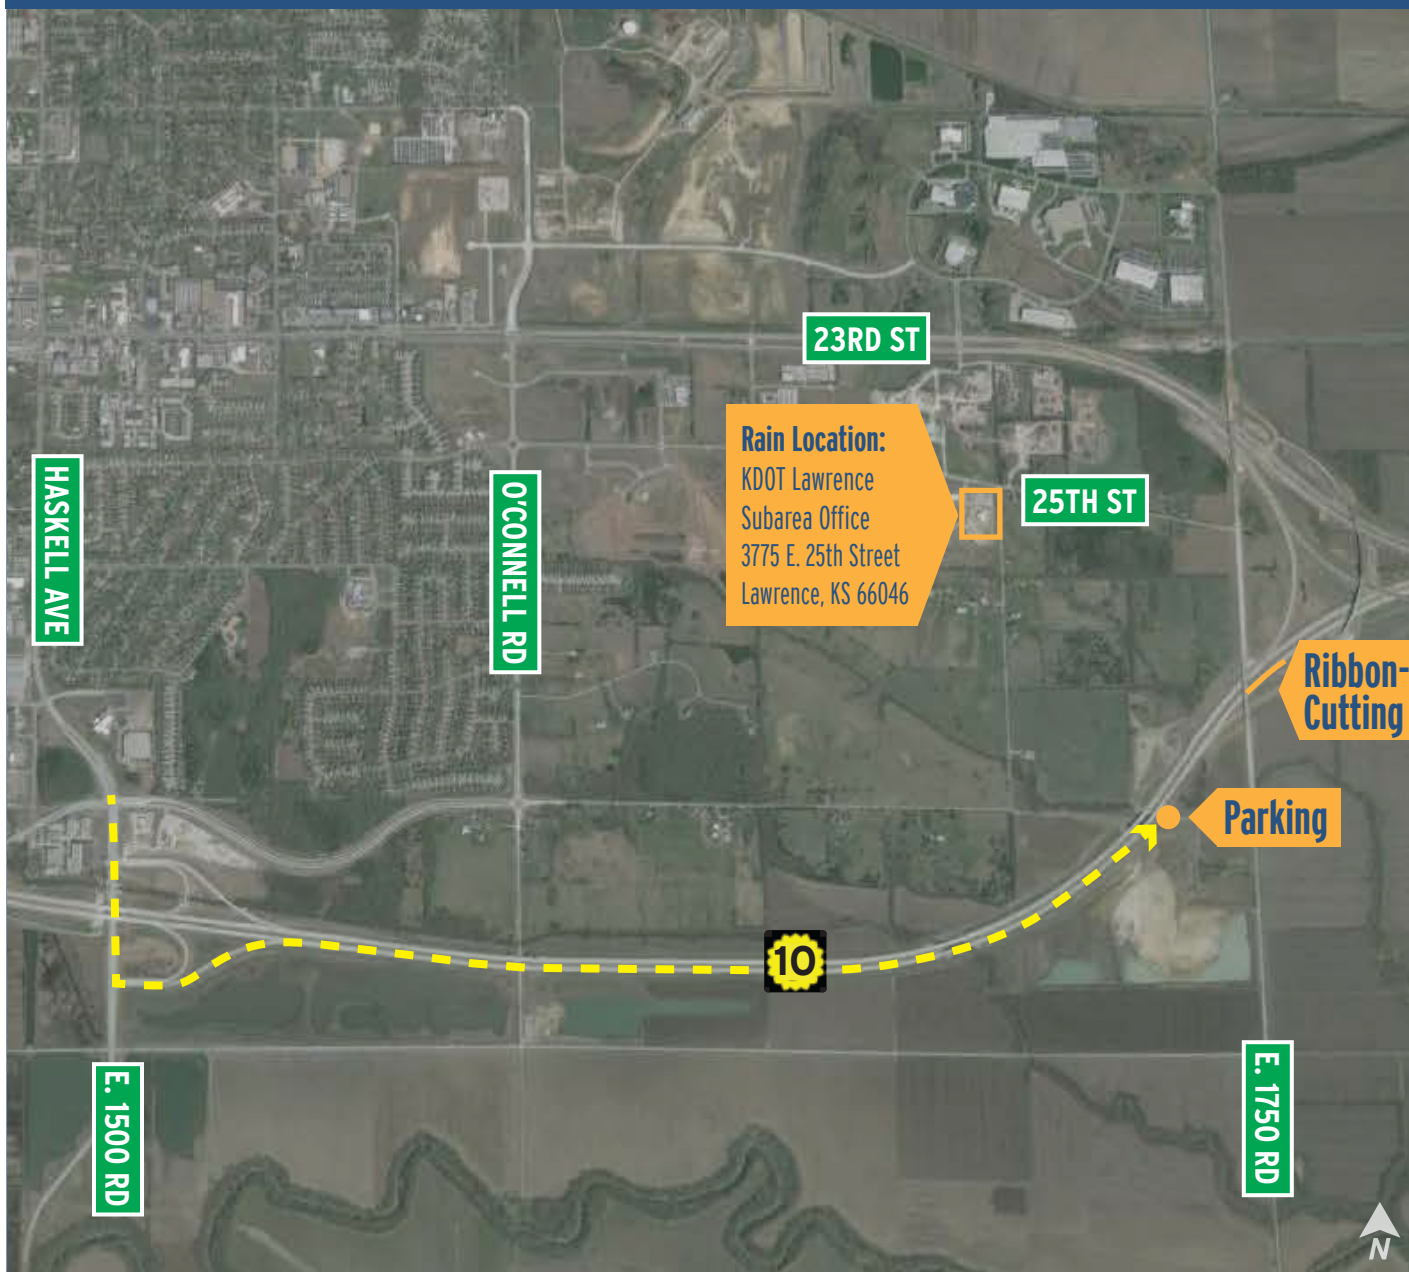 23RD ST
Rain Location:
KDOT Lawrence
Subarea Office
3775 E. 25th Street
Lawrence, KS 66046
25TH ST
HASKELL AVE
O'CONNELL RD
Ribbon-
Cutting
Parking
10
E. 1500 RD
E. 1750 RD
N